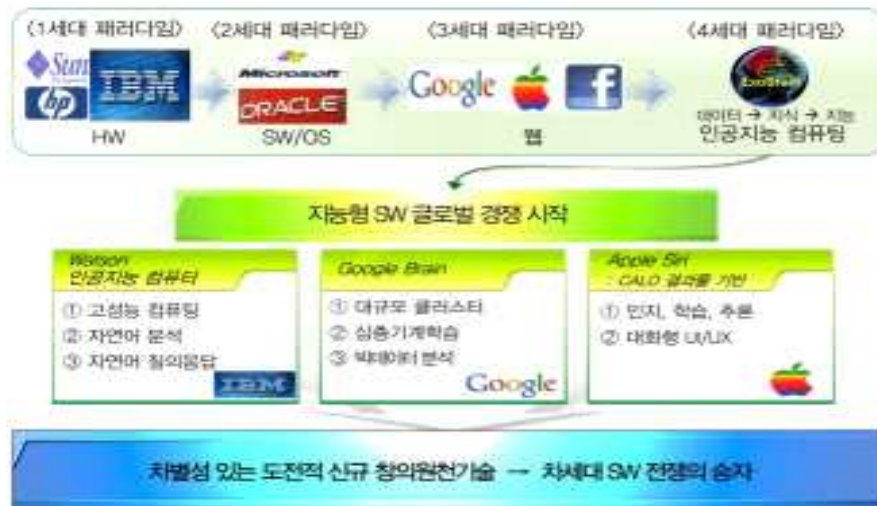 〈1세대 패러다임〉 〈2세대 패러다임〉 〈3세대 패러다임〉 〈4세대 패러다임〉
Sun
hp
IBM
Microsoft
ORACLE
Google
f
ExoBrain
데이터 → 지식 → 지능
HW SW/OS 웹 인공지능 컴퓨팅
지능형 SW 글로벌 경쟁 시작
Watson
인공지능 컴퓨터
① 고성능 컴퓨팅
② 자연어 분석
③ 자연어 질의응답
IBM
Google Brain
① 대규모 클러스터
② 심층기계학습
③ 빅데이터 분석
Google
Apple Siri
: CALO 결과물 기반
① 인지, 학습, 추론
② 대화형 UI/UX
차별성 있는 도전적 신규 창의원천기술 → 차세대 SW 전쟁의 승자